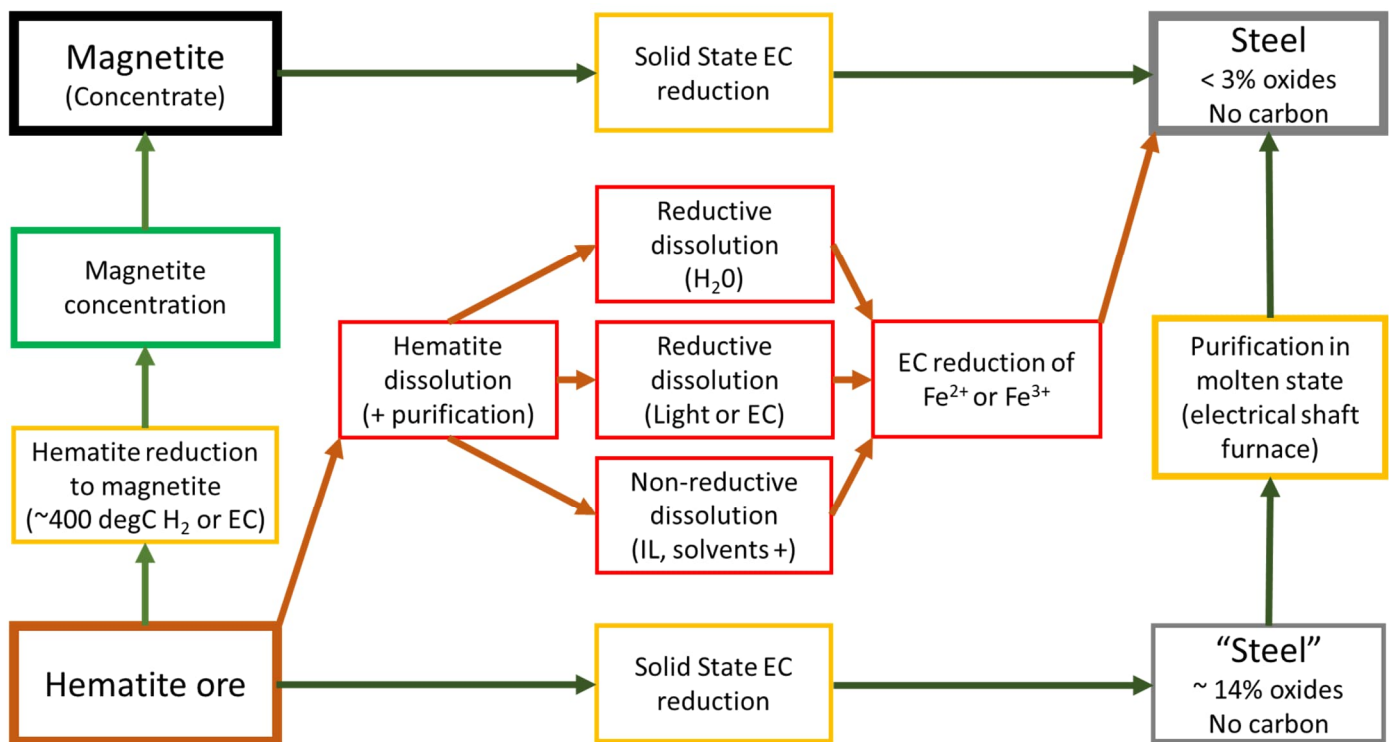 Magnetite
(Concentrate)
Solid State EC
reduction
Steel
< 3% oxides
No carbon
Reductive
dissolution
(H₂0)
Magnetite
concentration
Hematite
dissolution
(+ purification)
Reductive
dissolution
(Light or EC)
EC reduction of
Fe²⁺ or Fe³⁺
Purification in
molten state
(electrical shaft
furnace)
Hematite reduction
to magnetite
(~400 degC H₂ or EC)
Non-reductive
dissolution
(IL, solvents +)
Hematite ore
Solid State EC
reduction
“Steel”
~ 14% oxides
No carbon